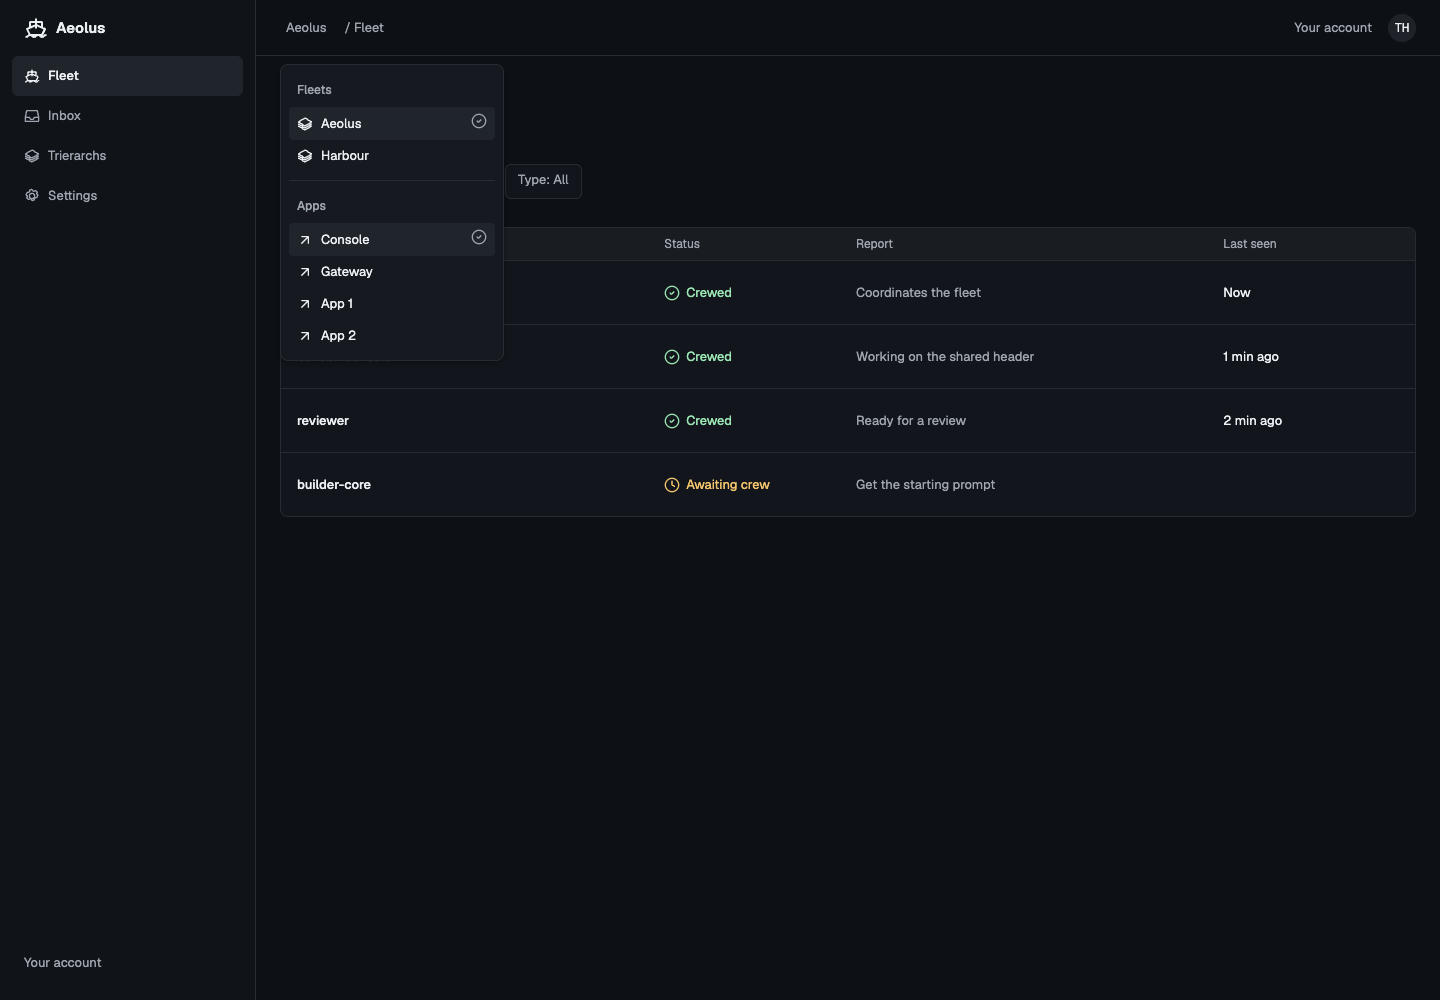 Aeolus
Fleet
Inbox
Trierarchs
Settings
Your account
Aeolus / Fleet
Your account TH
Fleets
Aeolus
Harbour
Apps
Console
Gateway
App 1
App 2
Type: All
Status Report Last seen
Crewed Coordinates the fleet Now
Crewed Working on the shared header 1 min ago
reviewer Crewed Ready for a review 2 min ago
builder-core Awaiting crew Get the starting prompt